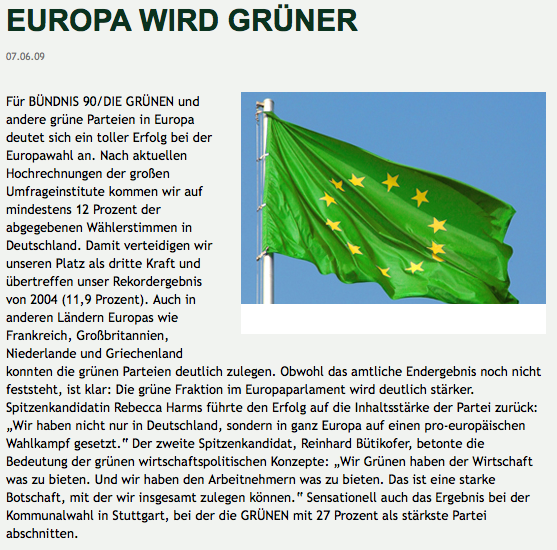 EUROPA WIRD GRÜNER
07.06.09
Für BÜNDNIS 90/DIE GRÜNEN und
andere grüne Parteien in Europa
deutet sich ein toller Erfolg bei der
Europawahl an. Nach aktuellen
Hochrechnungen der großen
Umfrageinstitute kommen wir auf
mindestens 12 Prozent der
abgegebenen Wählerstimmen in
Deutschland. Damit verteidigen wir
unseren Platz als dritte Kraft und
übertreffen unser Rekordergebnis
von 2004 (11,9 Prozent). Auch in
anderen Ländern Europas wie
Frankreich, Großbritannien,
Niederlande und Griechenland
konnten die grünen Parteien deutlich zulegen. Obwohl das amtliche Endergebnis noch nicht
feststeht, ist klar: Die grüne Fraktion im Europaparlament wird deutlich stärker.
Spitzenkandidatin Rebecca Harms führte den Erfolg auf die Inhaltsstärke der Partei zurück:
„Wir haben nicht nur in Deutschland, sondern in ganz Europa auf einen pro-europäischen
Wahlkampf gesetzt.“ Der zweite Spitzenkandidat, Reinhard Bütikofer, betonte die
Bedeutung der grünen wirtschaftspolitischen Konzepte: „Wir Grünen haben der Wirtschaft
was zu bieten. Und wir haben den Arbeitnehmern was zu bieten. Das ist eine starke
Botschaft, mit der wir insgesamt zulegen können.“ Sensationell auch das Ergebnis bei der
Kommunalwahl in Stuttgart, bei der die GRÜNEN mit 27 Prozent als stärkste Partei
abschnitten.